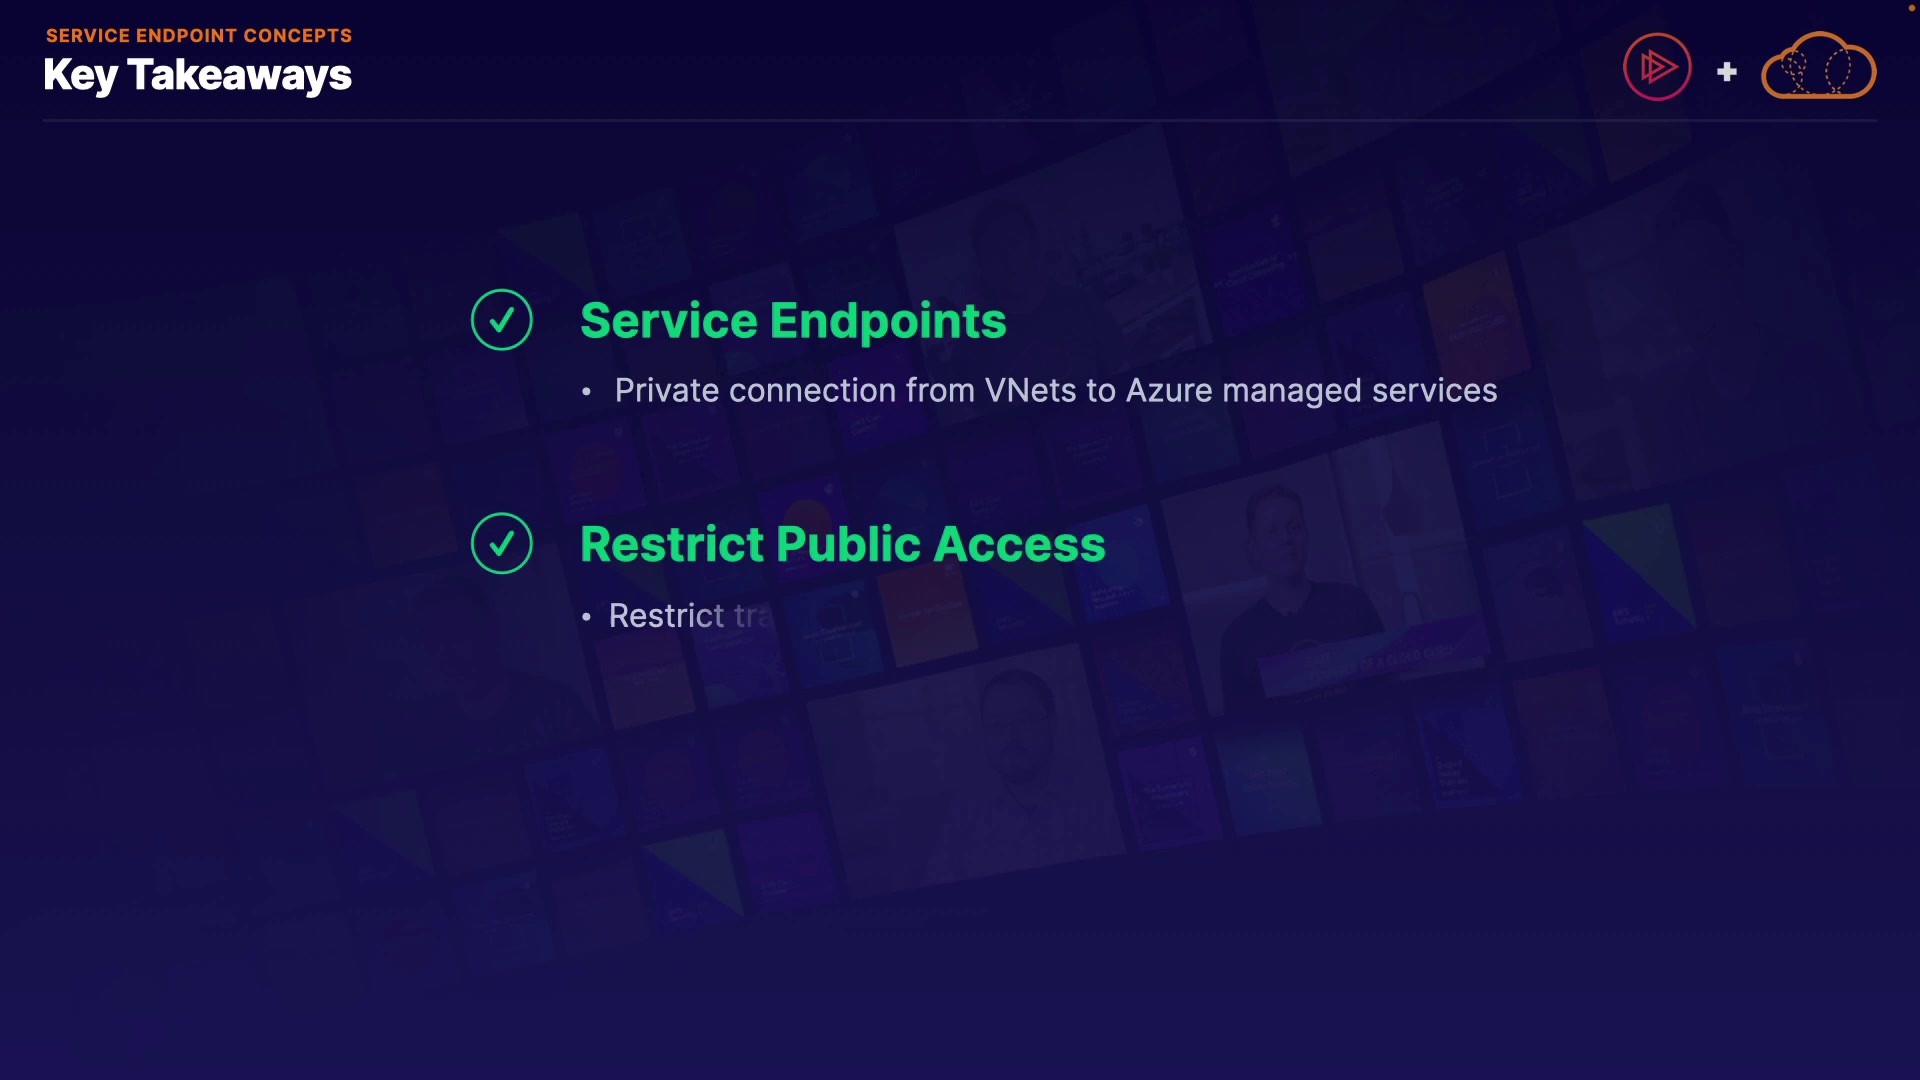 SERVICE ENDPOINT CONCEPTS
Key Takeaways
Service Endpoints
• Private connection from VNets to Azure managed services
Restrict Public Access
• Restrict tra